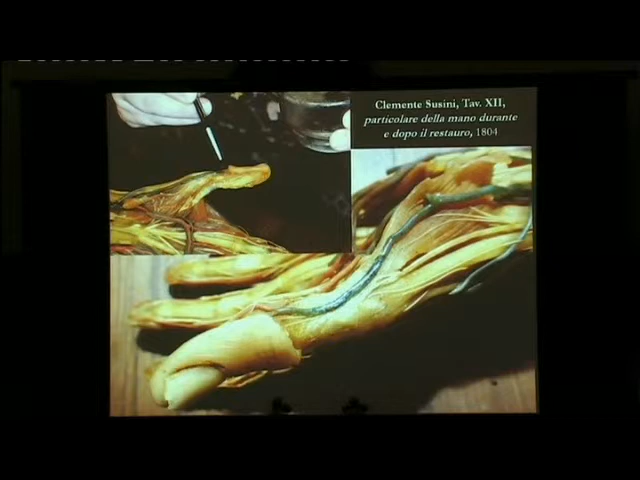 Clemente Susini, Tav. XII,
particolare della mano durante
e dopo il restauro, 1804